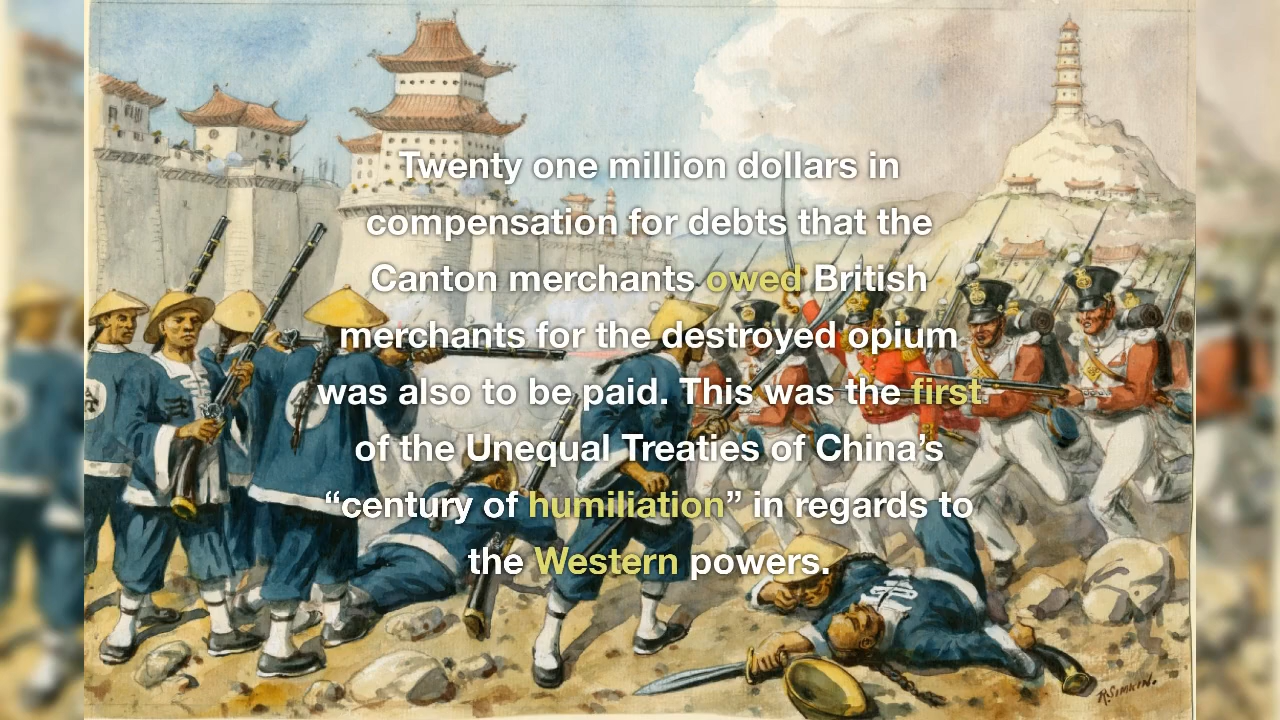 Twenty one million dollars in
compensation for debts that the
Canton merchants owed British
merchants for the destroyed opium
was also to be paid. This was the first
of the Unequal Treaties of China’s
“century of humiliation” in regards to
the Western powers.
R. SIMKIN.